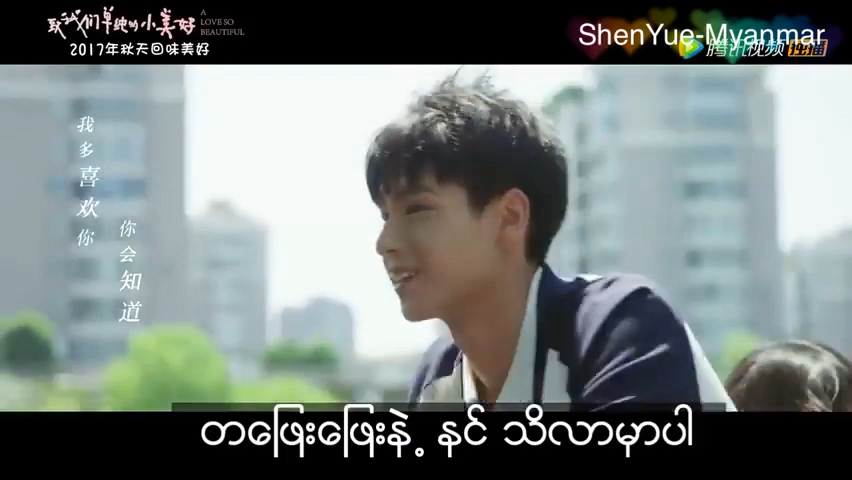 致我们单纯的小美好
A
LOVE SO
BEAUTIFUL
2017年秋天回味美好
ShenYue-Myanmar
腾讯视频 独播
我多喜欢你
你会知道
တဖြေးဖြေးနဲ့ နင် သိလာမှာပါ